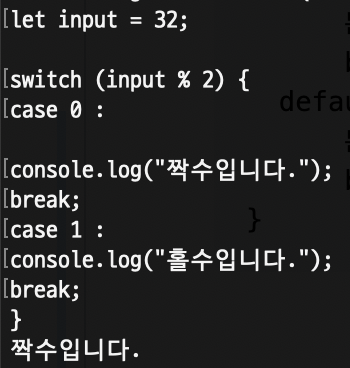 [let input = 32;
[switch (input % 2) {
[case 0 :
[console.log("짝수입니다.");
[break;
[case 1 :
[console.log("홀수입니다.");
[break;
}
짝수입니다.
defau
}